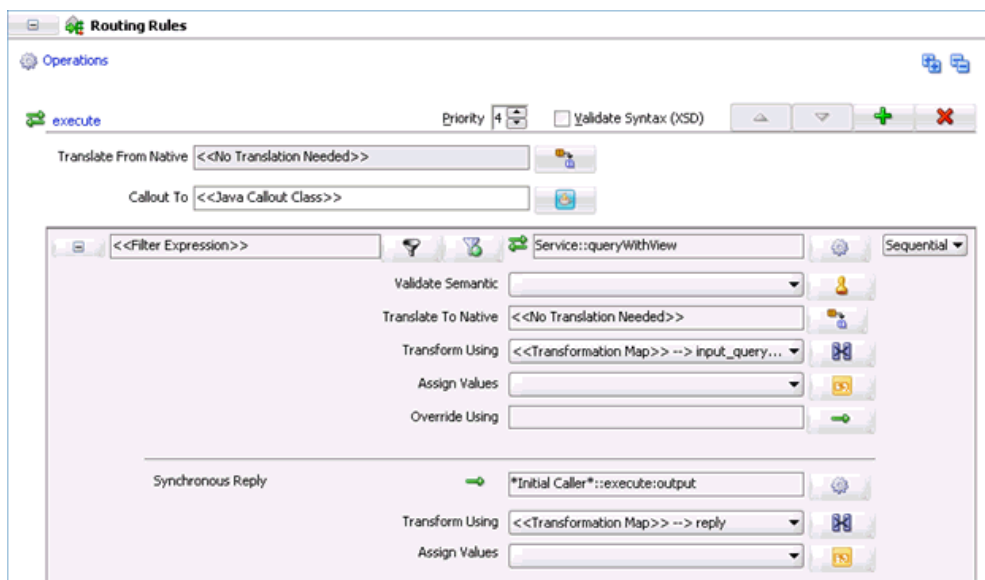 Routing Rules
Operations
execute Priority 4 Validate Syntax (XSD)
Translate From Native <<No Translation Needed>>
Callout To <<Java Callout Class>>
<<Filter Expression>> Service::queryWithView Sequential
Validate Semantic
Translate To Native <<No Translation Needed>>
Transform Using <<Transformation Map>> --> input_query...
Assign Values
Override Using
Synchronous Reply *Initial Caller*::execute:output
Transform Using <<Transformation Map>> --> reply
Assign Values